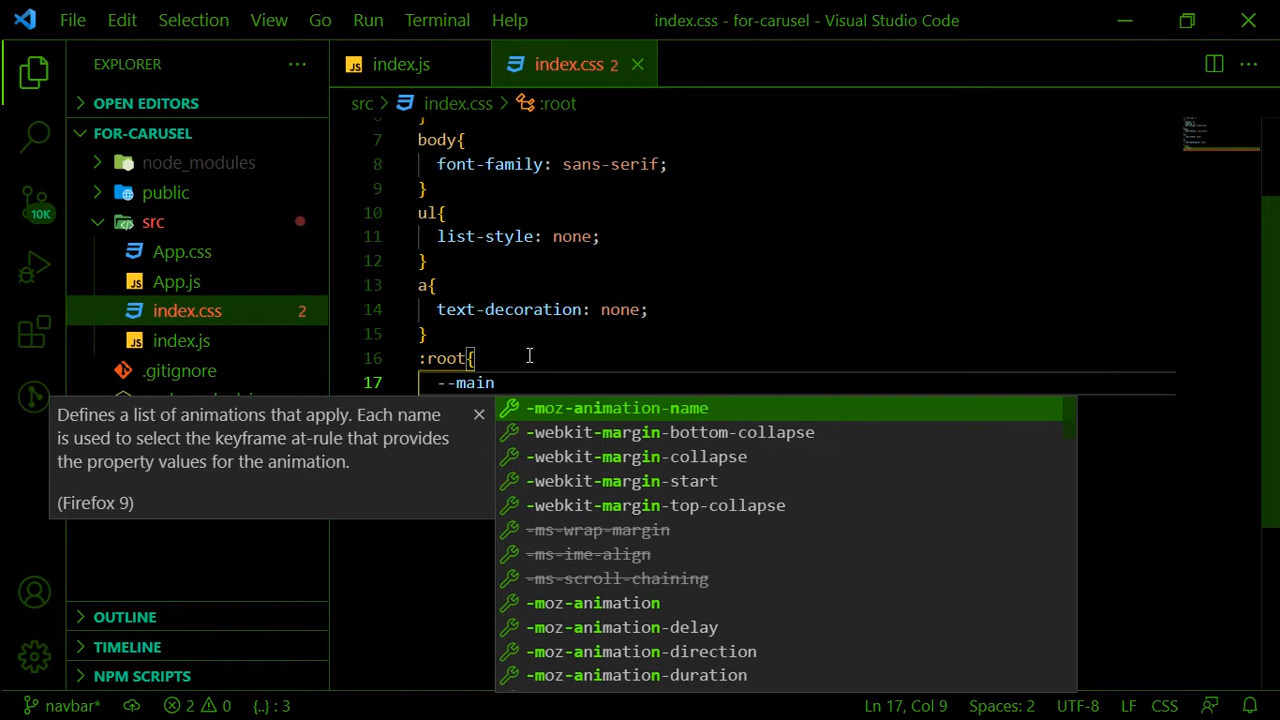 File Edit Selection View Go Run Terminal Help
index.css - for-carusel - Visual Studio Code
EXPLORER
index.js
index.css 2
OPEN EDITORS
FOR-CARUSEL
src index.css :root
node_modules
public
src
App.css
App.js
index.css 2
index.js
.gitignore
10K
7 body{
8 font-family: sans-serif;
9 }
10 ul{
11 list-style: none;
12 }
13 a{
14 text-decoration: none;
15 }
16 :root{
17 --main
Defines a list of animations that apply. Each name
is used to select the keyframe at-rule that provides
the property values for the animation.
(Firefox 9)
-moz-animation-name
-webkit-margin-bottom-collapse
-webkit-margin-collapse
-webkit-margin-start
-webkit-margin-top-collapse
-ms-wrap-margin
-ms-ime-align
-ms-scroll-chaining
-moz-animation
-moz-animation-delay
-moz-animation-direction
-moz-animation-duration
OUTLINE
TIMELINE
NPM SCRIPTS
navbar* 2 0 {..} : 3
Ln 17, Col 9 Spaces: 2 UTF-8 LF CSS